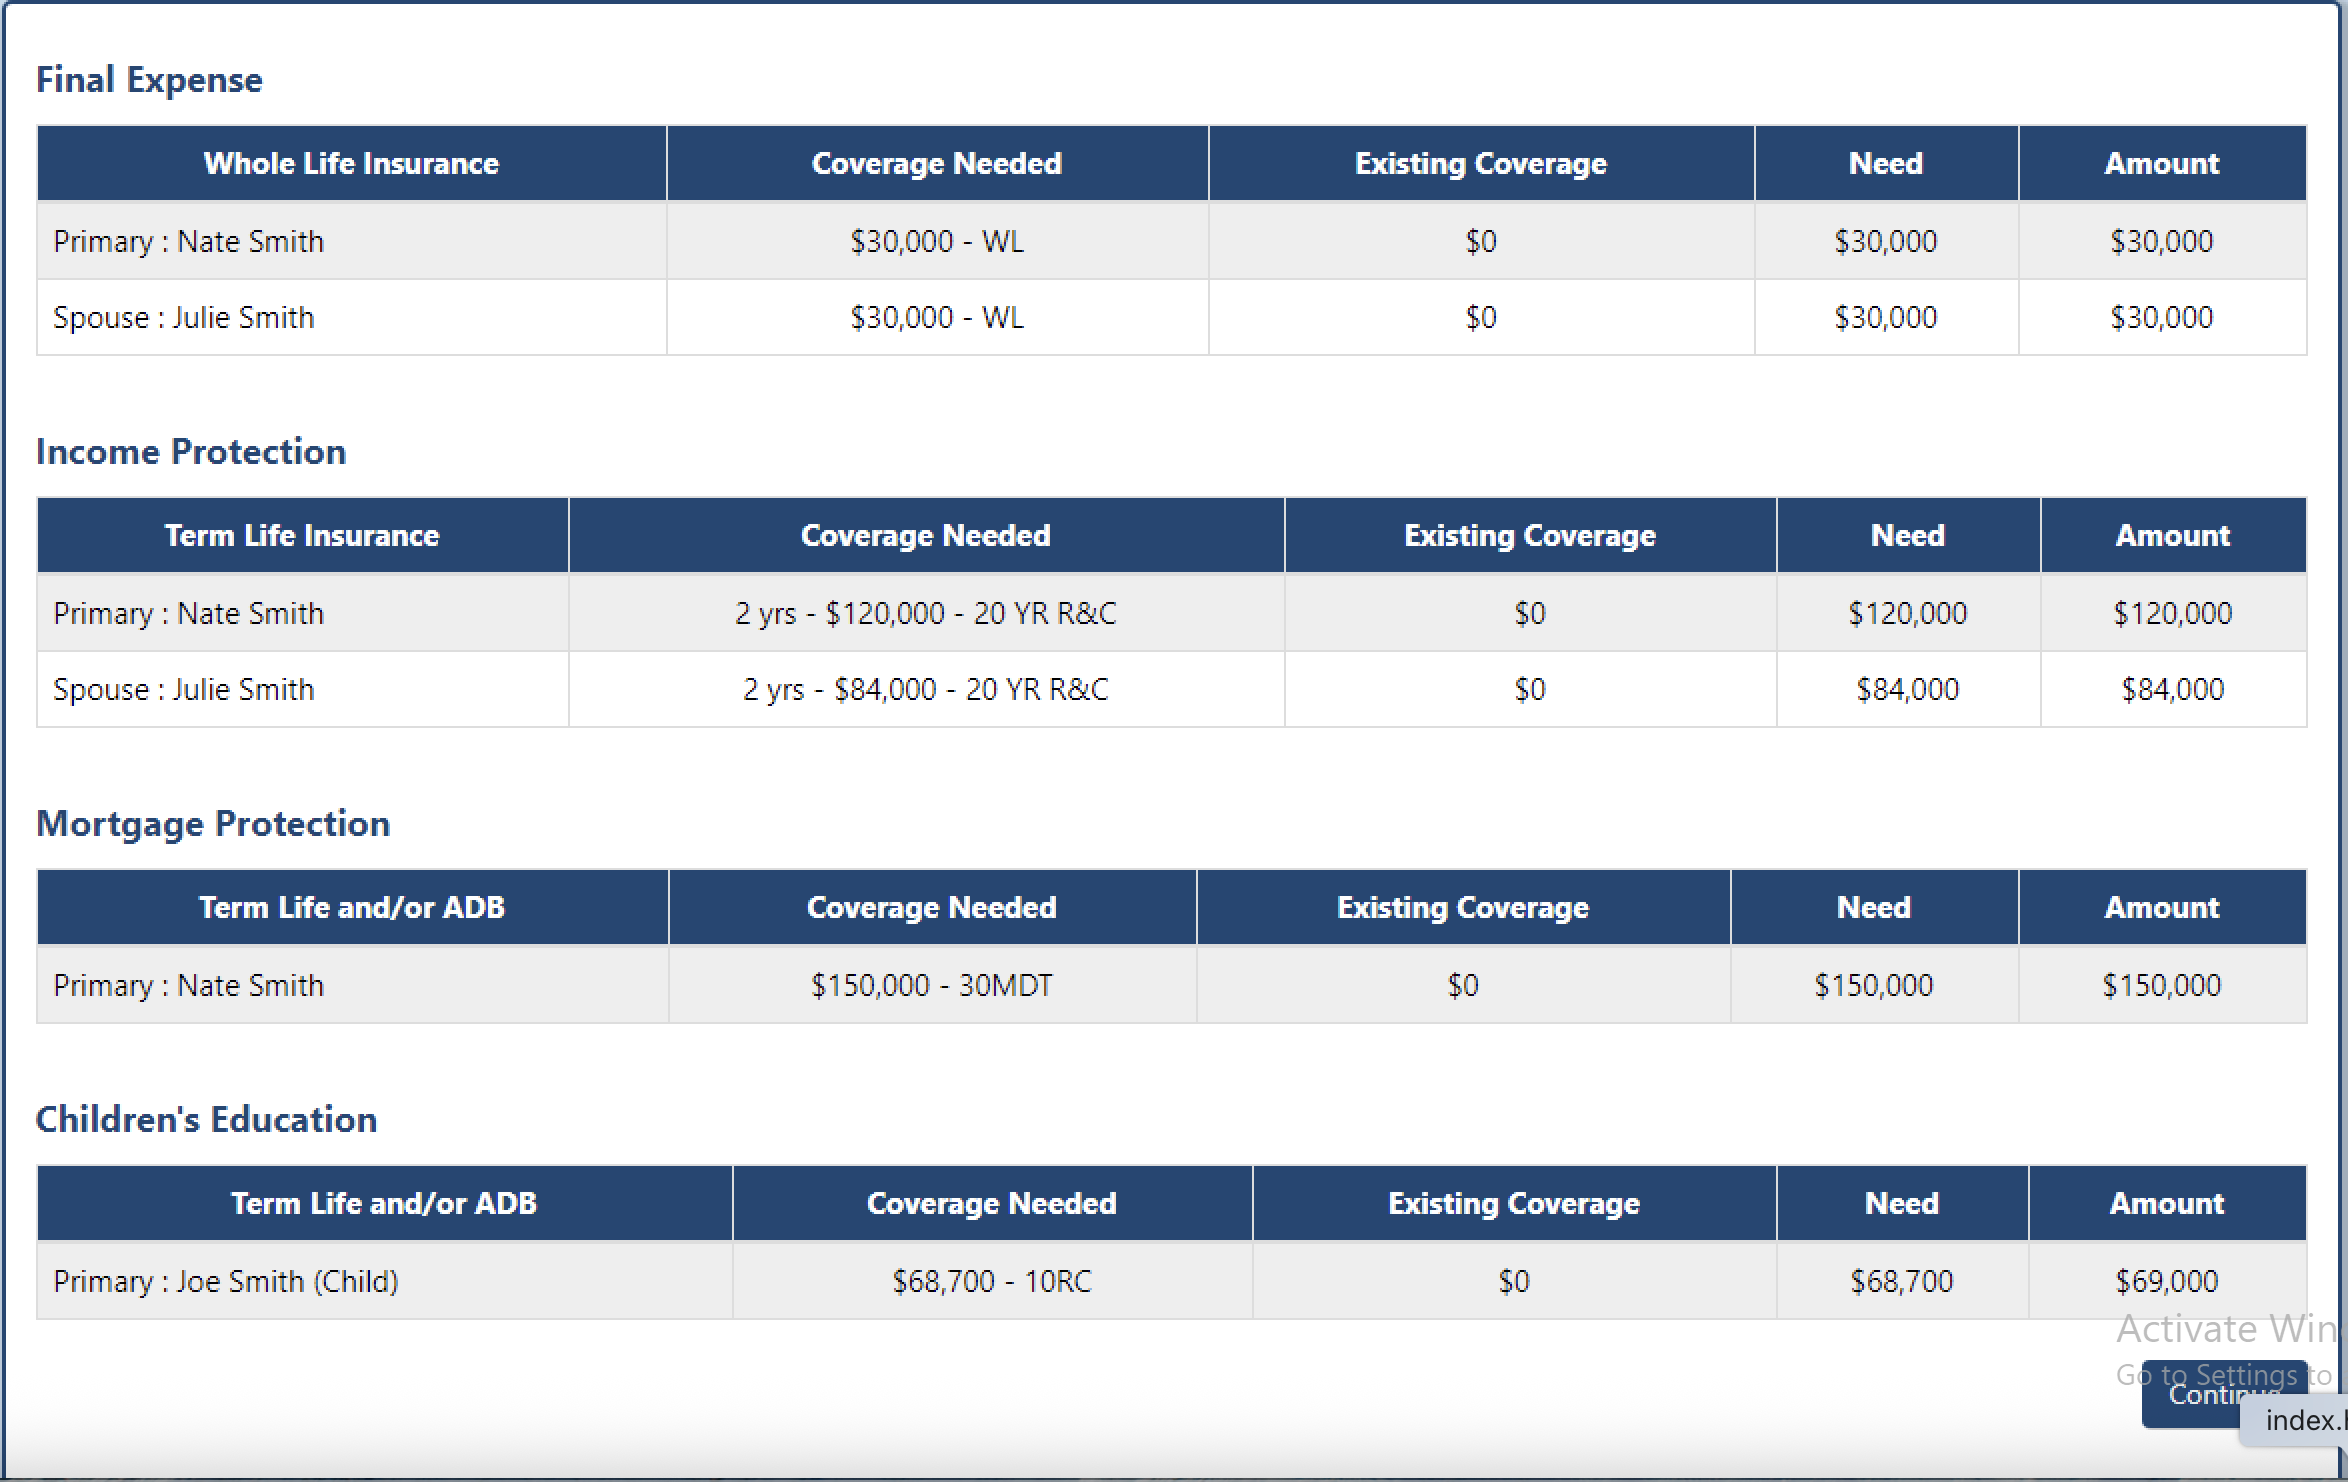 Final Expense
Whole Life Insurance Coverage Needed Existing Coverage Need Amount
Primary : Nate Smith $30,000 - WL $0 $30,000 $30,000
Spouse : Julie Smith $30,000 - WL $0 $30,000 $30,000
Income Protection
Term Life Insurance Coverage Needed Existing Coverage Need Amount
Primary : Nate Smith 2 yrs - $120,000 - 20 YR R&C $0 $120,000 $120,000
Spouse : Julie Smith 2 yrs - $84,000 - 20 YR R&C $0 $84,000 $84,000
Mortgage Protection
Term Life and/or ADB Coverage Needed Existing Coverage Need Amount
Primary : Nate Smith $150,000 - 30MDT $0 $150,000 $150,000
Children's Education
Term Life and/or ADB Coverage Needed Existing Coverage Need Amount
Primary : Joe Smith (Child) $68,700 - 10RC $0 $68,700 $69,000
Activate Win
Go to Settings to
Continue
index.